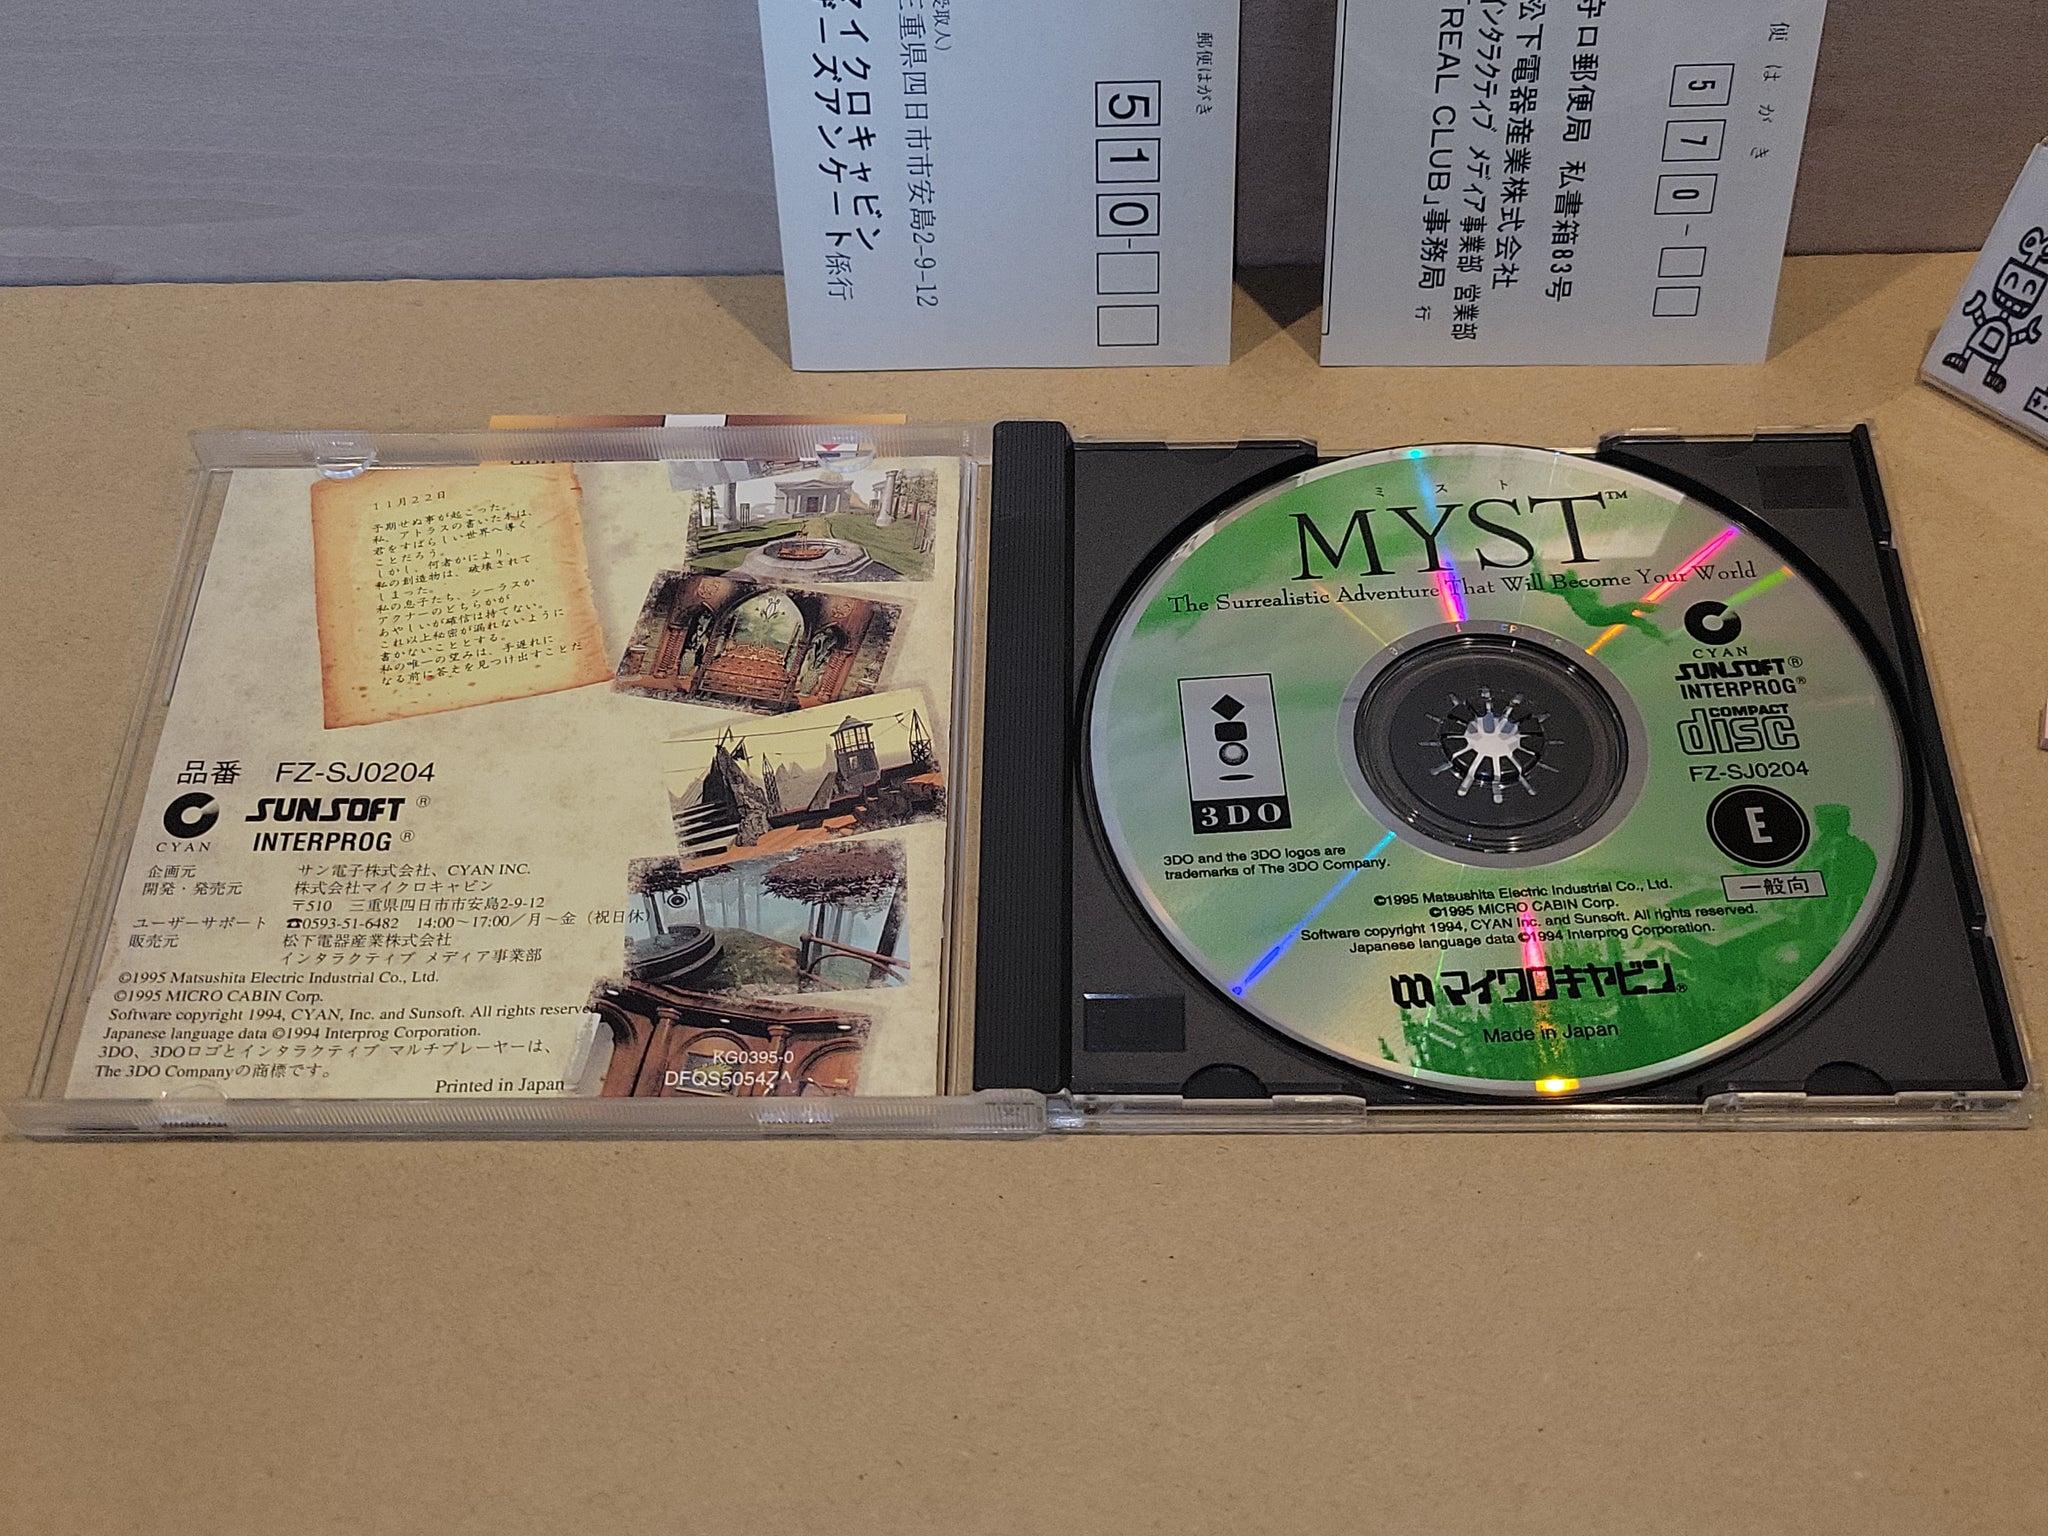 郵便はがき
510-
三重県四日市市安島2-9-12
マイクロキャビン
ズアンケート係行
便はがき
570-
守口郵便局 私書箱83号
松下電器産業株式会社
インタラクティブ メディア事業部 営業部
「REAL CLUB」事務局 行
11月22日
予期せぬ事が起こった。
私、アトラスの書いた本は、
君をすばらしい世界へ導く
ことだろう。
しかし、何者かにより、
私の創造物は、破壊されて
しまった。
私の息子たち、シーラスか
アクナーのどちらかが
あやしいが確信は持てない。
これ以上秘密が漏れないように
書かないこととする。
私の唯一の望みは、手遅れに
なる前に答えを見つけ出すことだ
品番 FZ-SJ0204
CYAN
SUNSOFT®
INTERPROG®
企画元 サン電子株式会社、CYAN INC.
開発・発売元 株式会社マイクロキャビン
〒510 三重県四日市市安島2-9-12
ユーザーサポート ☎0593-51-6482 14:00～17:00／月～金（祝日休）
販売元 松下電器産業株式会社
インタラクティブ メディア事業部
©1995 Matsushita Electric Industrial Co., Ltd.
©1995 MICRO CABIN Corp.
Software copyright 1994, CYAN, Inc. and Sunsoft. All rights reserved
Japanese language data ©1994 Interprog Corporation.
3DO、3DOロゴとインタラクティブ マルチプレーヤーは、
The 3DO Companyの商標です。
Printed in Japan
KG0395-0
ミスト
MYST™
The Surrealistic Adventure That Will Become Your World
CYAN
SUNSOFT®
INTERPROG®
COMPACT
disc
FZ-SJ0204
E
一般向
3DO
3DO and the 3DO logos are
trademarks of The 3DO Company.
©1995 Matsushita Electric Industrial Co., Ltd.
©1995 MICRO CABIN Corp.
Software copyright 1994, CYAN Inc. and Sunsoft. All rights reserved.
Japanese language data ©1994 Interprog Corporation.
マイクロキャビン®
Made in Japan